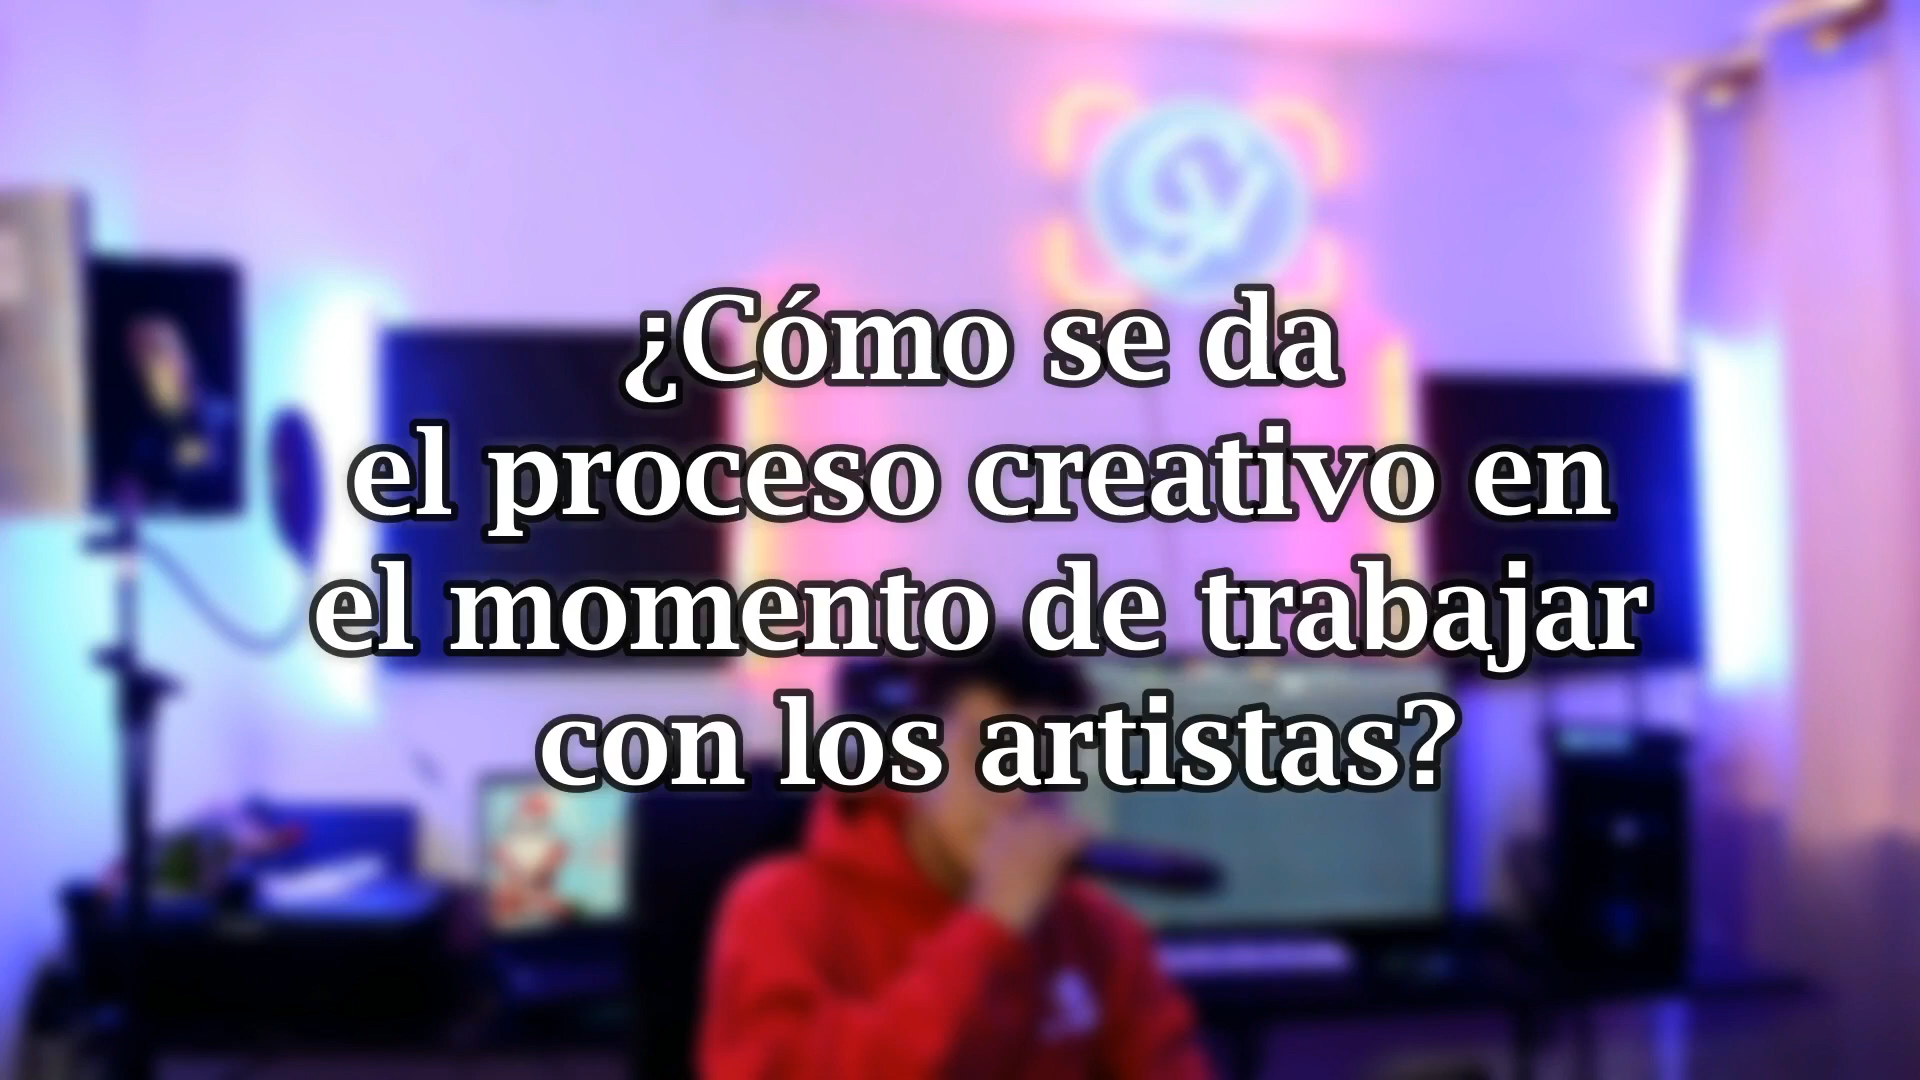 ¿Cómo se da
el proceso creativo en
el momento de trabajar
con los artistas?